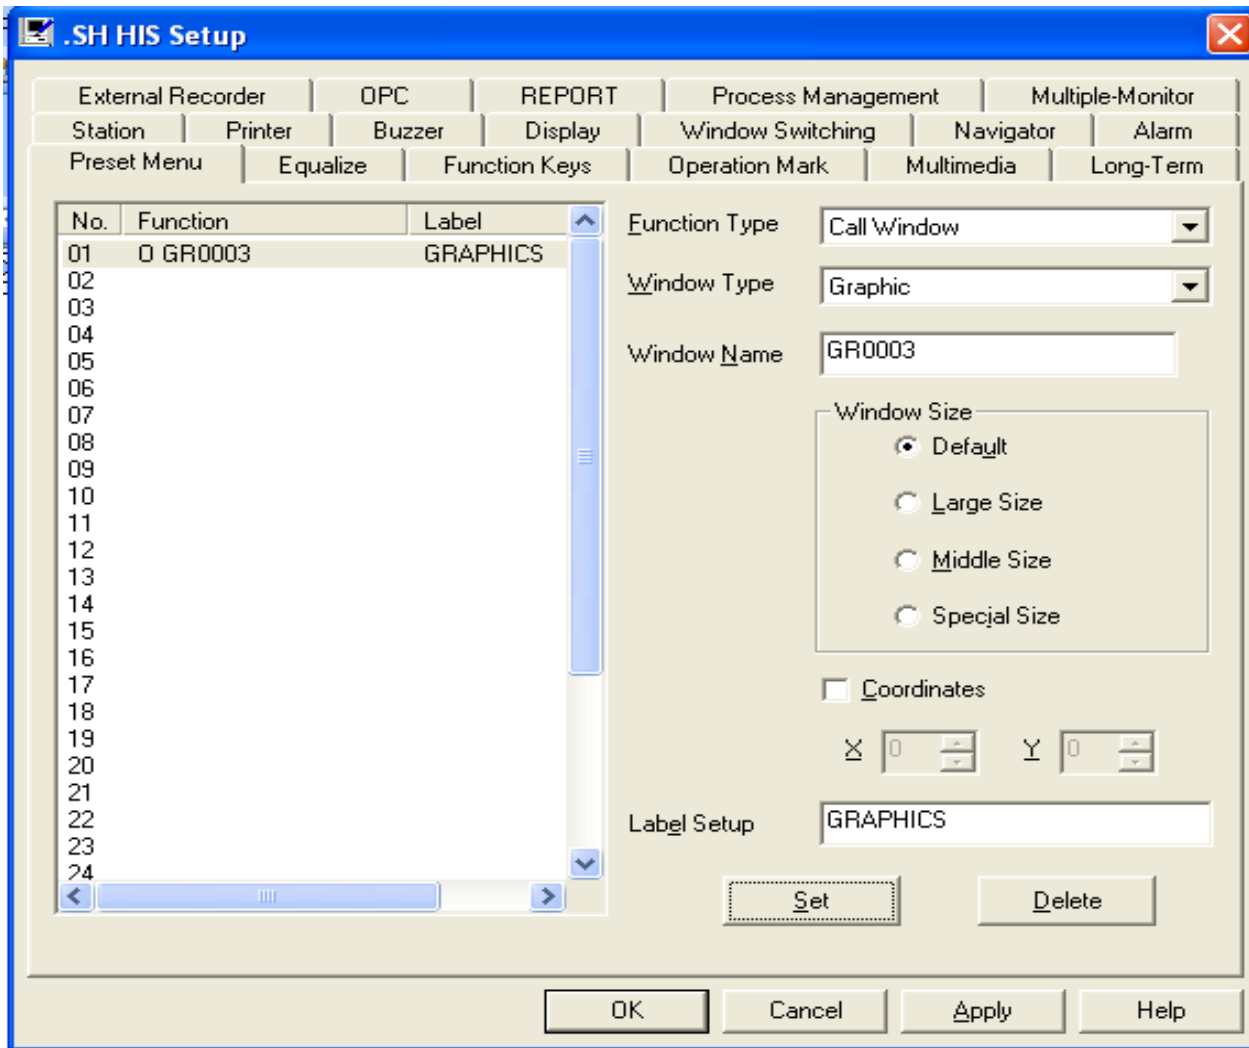 .SH HIS Setup
External Recorder OPC REPORT Process Management Multiple-Monitor
Station Printer Buzzer Display Window Switching Navigator Alarm
Preset Menu Equalize Function Keys Operation Mark Multimedia Long-Term
No. Function Label
01 O GR0003 GRAPHICS
02
03
04
05
06
07
08
09
10
11
12
13
14
15
16
17
18
19
20
21
22
23
24
Function Type Call Window
Window Type Graphic
Window Name GR0003
Window Size
Default
Large Size
Middle Size
Special Size
Coordinates
X 0 Y 0
Label Setup GRAPHICS
Set Delete
OK Cancel Apply Help